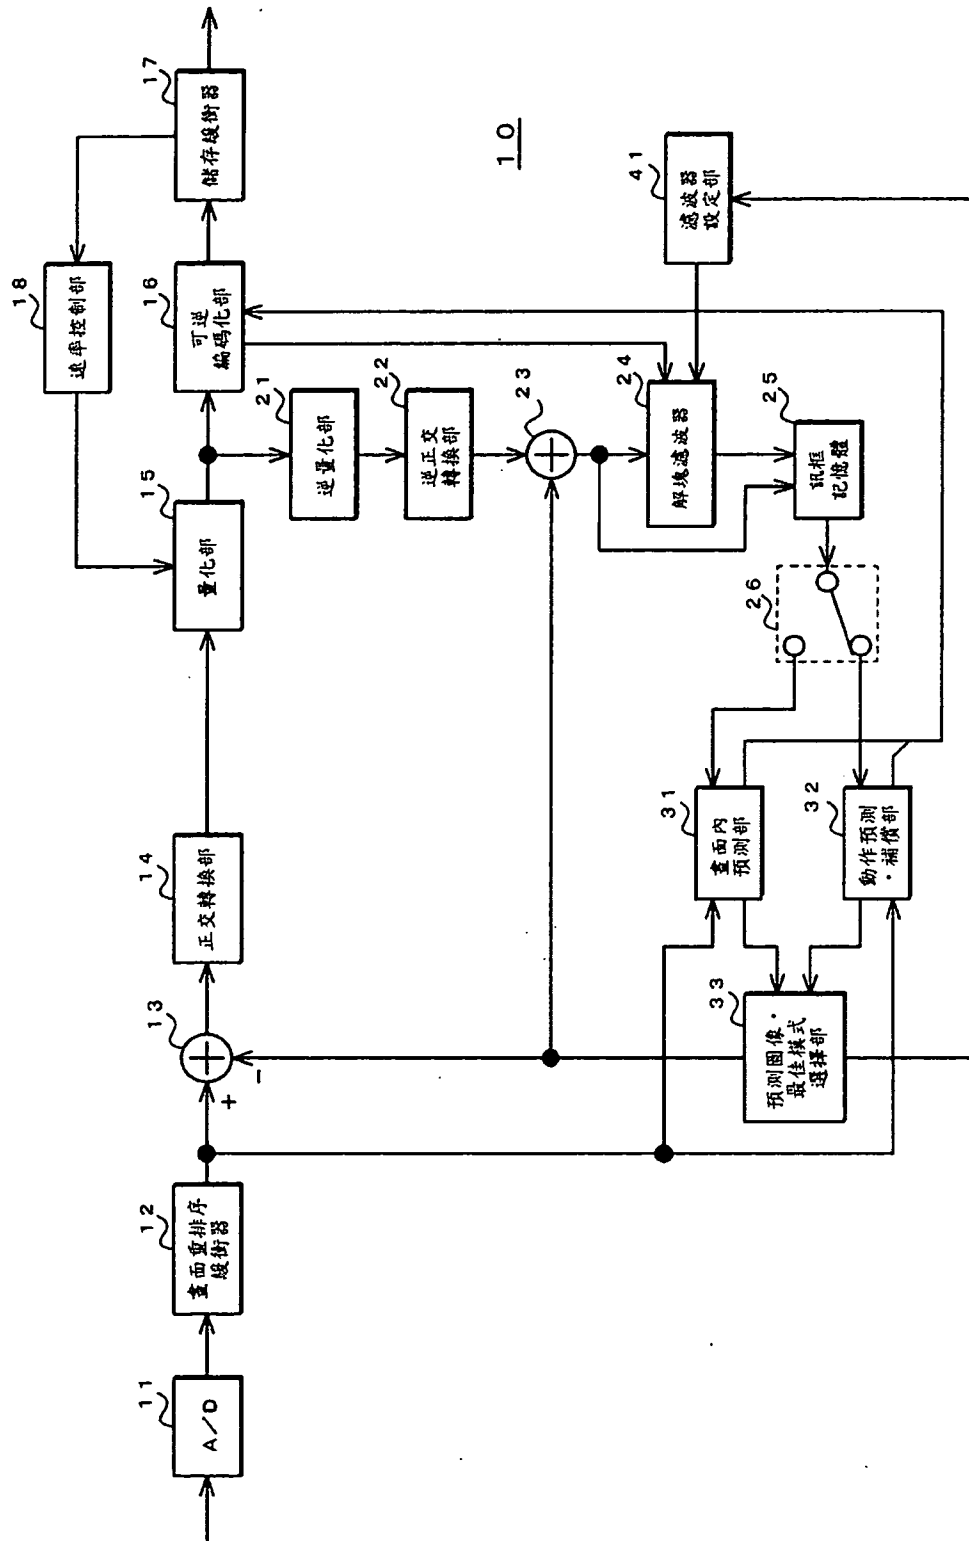 10
11
A/D
12
畫面重排序
緩衝器
13
+
-
14
正交轉換部
15
量化部
16
可逆
編碼化部
17
儲存緩衝器
18
速率控制部
21
逆量化部
22
逆正交
轉換部
23
24
解塊濾波器
25
訊框
記憶體
26
31
畫面內
預測部
32
動作預測
・補償部
33
預測圖像・
最佳模式
選擇部
41
濾波器
設定部